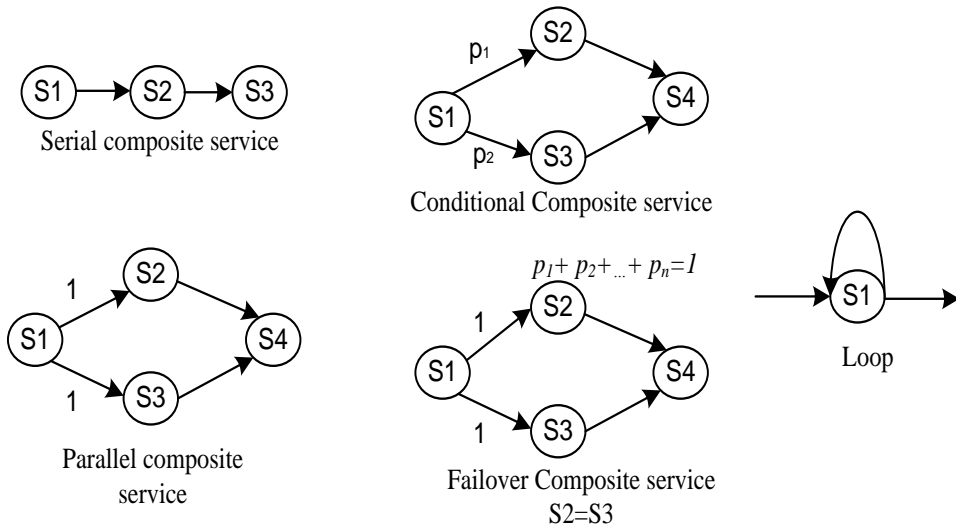 S1 S2 S3
Serial composite service
p1 S2
S1 S4
p2 S3
Conditional Composite service
1 S2
S1 S4
1 S3
Parallel composite
service
p1+ p2+...+ pn=1
1 S2
S1 S4
1 S3
Failover Composite service
S2=S3
S1
Loop